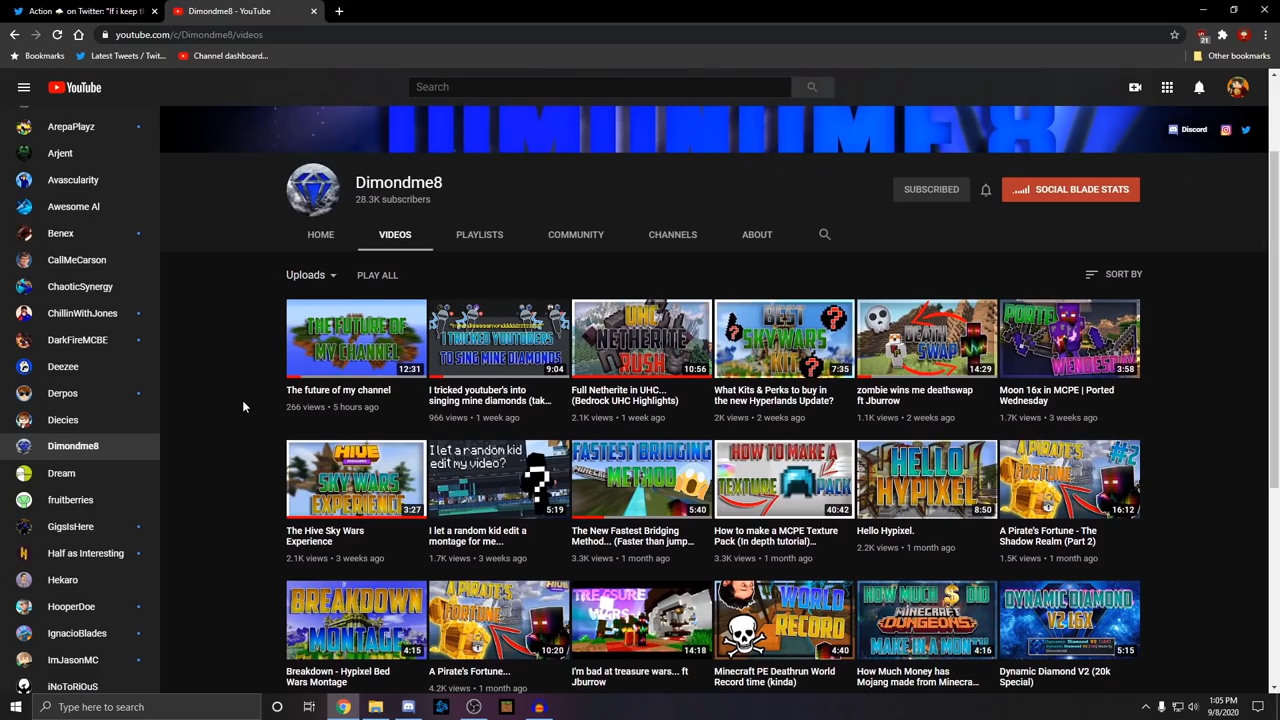 Action 🌩 on Twitter: "If i keep th
Dimondme8 - YouTube
youtube.com/c/Dimondme8/videos
21
Bookmarks
Latest Tweets / Twit...
Channel dashboard...
Other bookmarks
YouTube
Search
ArepaPlayz
Arjent
Avascularity
Awesome Al
Benex
CallMeCarson
ChaoticSynergy
ChillinWithJones
DarkFireMCBE
Deezee
Derpos
Diecies
Dimondme8
Dream
fruitberries
GigsIsHere
Half as Interesting
Hekaro
HooperDoe
IgnacioBlades
ImJasonMC
iNoToRiOuS
DIMONDME8
Discord
Dimondme8
28.3K subscribers
SUBSCRIBED
SOCIAL BLADE STATS
HOME
VIDEOS
PLAYLISTS
COMMUNITY
CHANNELS
ABOUT
Uploads
PLAY ALL
SORT BY
THE FUTURE OF
MY CHANNEL
12:31
The future of my channel
266 views • 5 hours ago
I TRICKED YOUTUBERS
TO SING MINE DIAMONDS
9:04
I tricked youtuber's into
singing mine diamonds (tak...
966 views • 1 week ago
UHC
NETHERITE
RUSH
10:56
Full Netherite in UHC...
(Bedrock UHC Highlights)
2.1K views • 1 week ago
BEST
SKYWARS
KIT
7:35
What Kits & Perks to buy in
the new Hyperlands Update?
2K views • 2 weeks ago
DEATH
SWAP
14:29
zombie wins me deathswap
ft Jburrow
1.1K views • 2 weeks ago
PORTED
WENDESDAY
3:58
Moon 16x in MCPE | Ported
Wednesday
1.7K views • 3 weeks ago
HIVE
SKY WARS
EXPERIENCE
3:27
The Hive Sky Wars
Experience
2.1K views • 3 weeks ago
I let a random kid
edit my video?
5:19
I let a random kid edit a
montage for me...
1.7K views • 3 weeks ago
FASTEST BRIDGING
METHOD
5:40
The New Fastest Bridging
Method... (Faster than jump...
3.3K views • 1 month ago
HOW TO MAKE A
TEXTURE PACK
40:42
How to make a MCPE Texture
Pack (In depth tutorial)...
3.3K views • 1 month ago
HELLO
HYPIXEL
8:50
Hello Hypixel.
2.2K views • 1 month ago
A PIRATE'S
FORTUNE
#2
16:12
A Pirate's Fortune - The
Shadow Realm (Part 2)
1.5K views • 1 month ago
BREAKDOWN
MONTAGE
4:15
Breakdown - Hypixel Bed
Wars Montage
A PIRATE'S
FORTUNE
HIVE
10:20
A Pirate's Fortune...
4.2K views • 1 month ago
TREASURE
WARS
14:18
I'm bad at treasure wars... ft
Jburrow
WORLD
RECORD
4:40
Minecraft PE Deathrun World
Record time (kinda)
HOW MUCH $ DID
MINECRAFT
DUNGEONS
MAKE IN A MONTH
4:16
How Much Money has
Mojang made from Minecra...
DYNAMIC DIAMOND
V2 16X
5:15
Dynamic Diamond V2 (20k
Special)
Type here to search
1:05 PM
9/8/2020